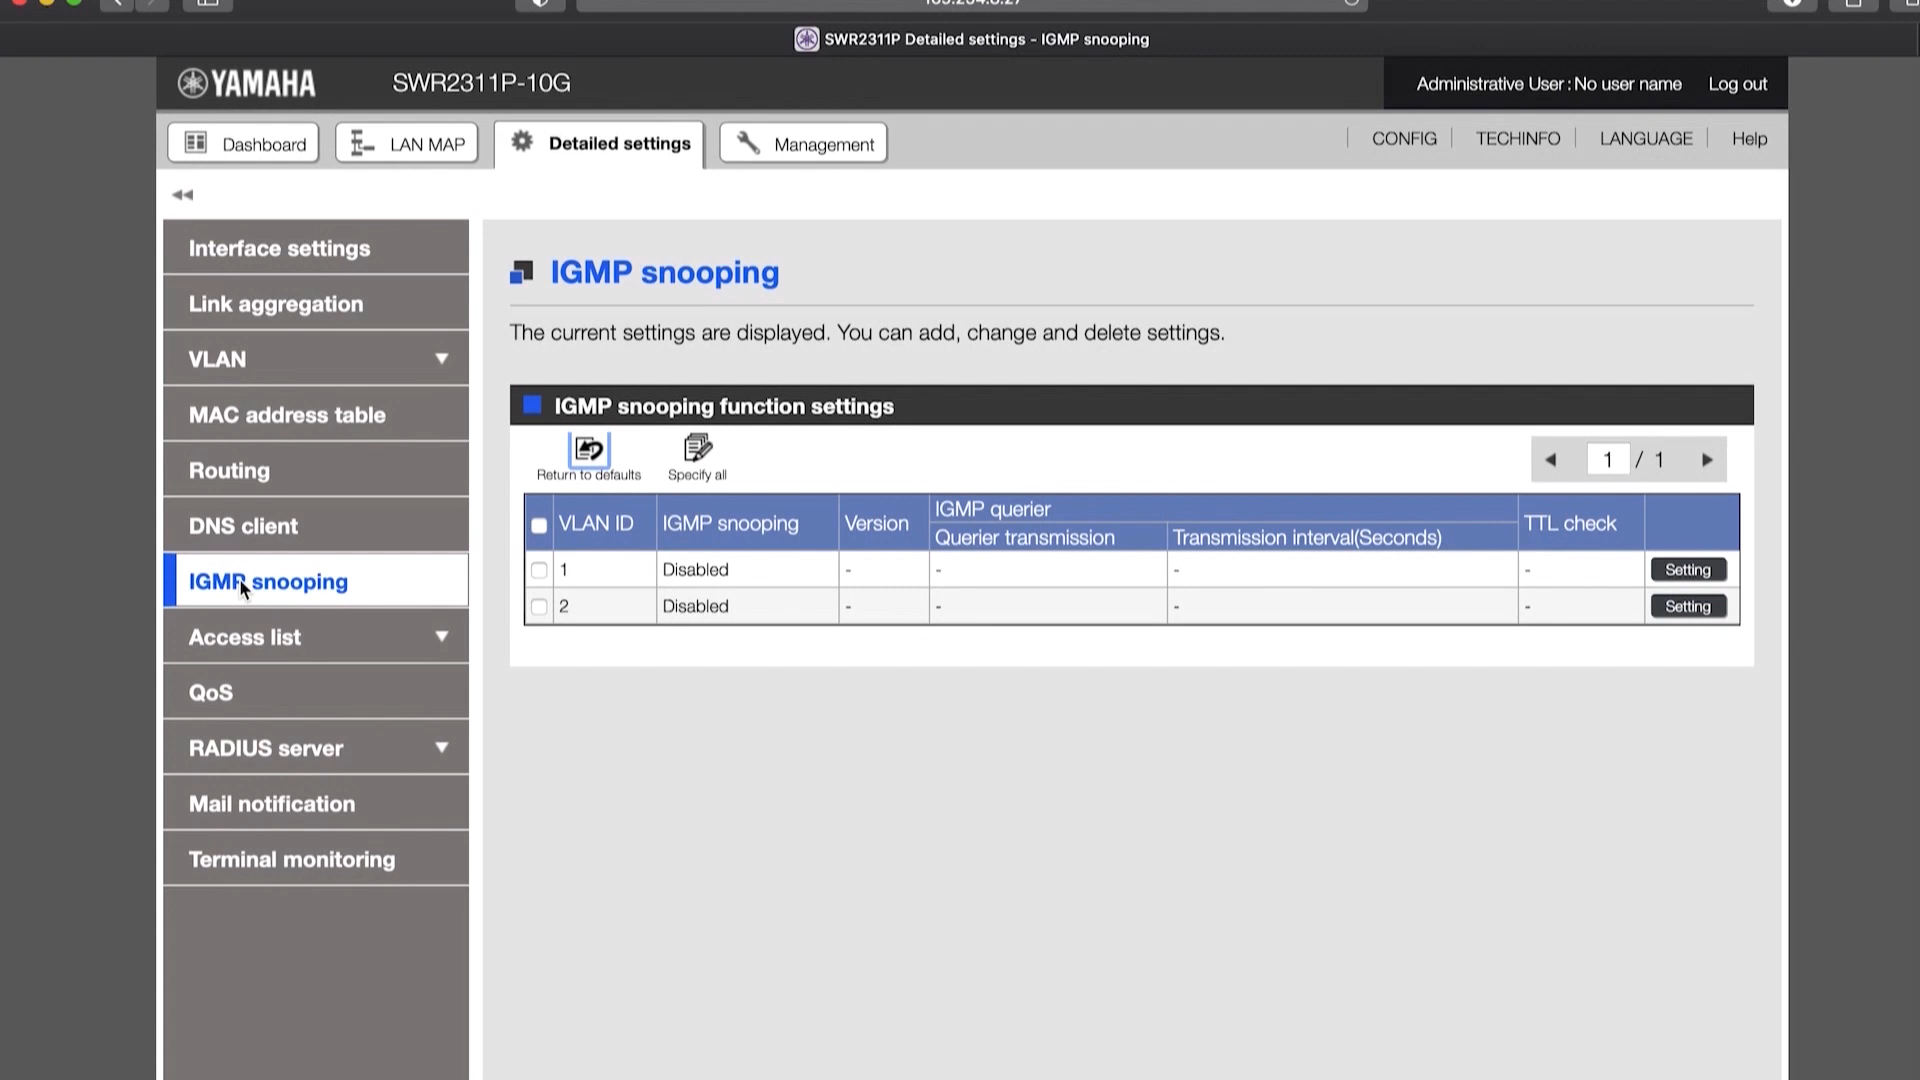 SWR2311P Detailed settings - IGMP snooping
YAMAHA
SWR2311P-10G
Administrative User : No user name
Log out
Dashboard
LAN MAP
Detailed settings
Management
CONFIG
TECHINFO
LANGUAGE
Help
Interface settings
Link aggregation
VLAN
MAC address table
Routing
DNS client
IGMP snooping
Access list
QoS
RADIUS server
Mail notification
Terminal monitoring
IGMP snooping
The current settings are displayed. You can add, change and delete settings.
IGMP snooping function settings
Return to defaults
Specify all
1 / 1
VLAN ID
IGMP snooping
Version
IGMP querier
Querier transmission
Transmission interval(Seconds)
TTL check
1 Disabled - - - - Setting
2 Disabled - - - - Setting